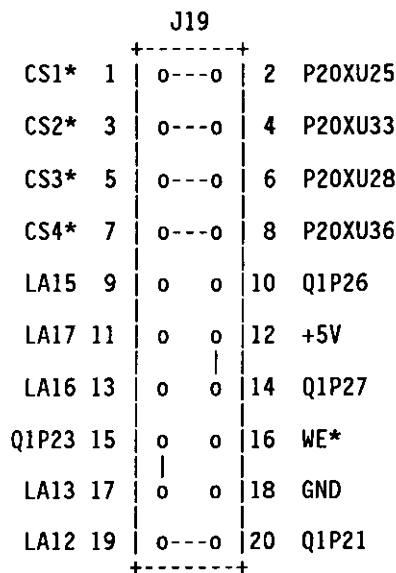 J19
CS1* 1 o---o 2 P20XU25
CS2* 3 o---o 4 P20XU33
CS3* 5 o---o 6 P20XU28
CS4* 7 o---o 8 P20XU36
LA15 9 o o 10 Q1P26
LA17 11 o o 12 +5V
LA16 13 o o 14 Q1P27
Q1P23 15 o o 16 WE*
LA13 17 o o 18 GND
LA12 19 o---o 20 Q1P21